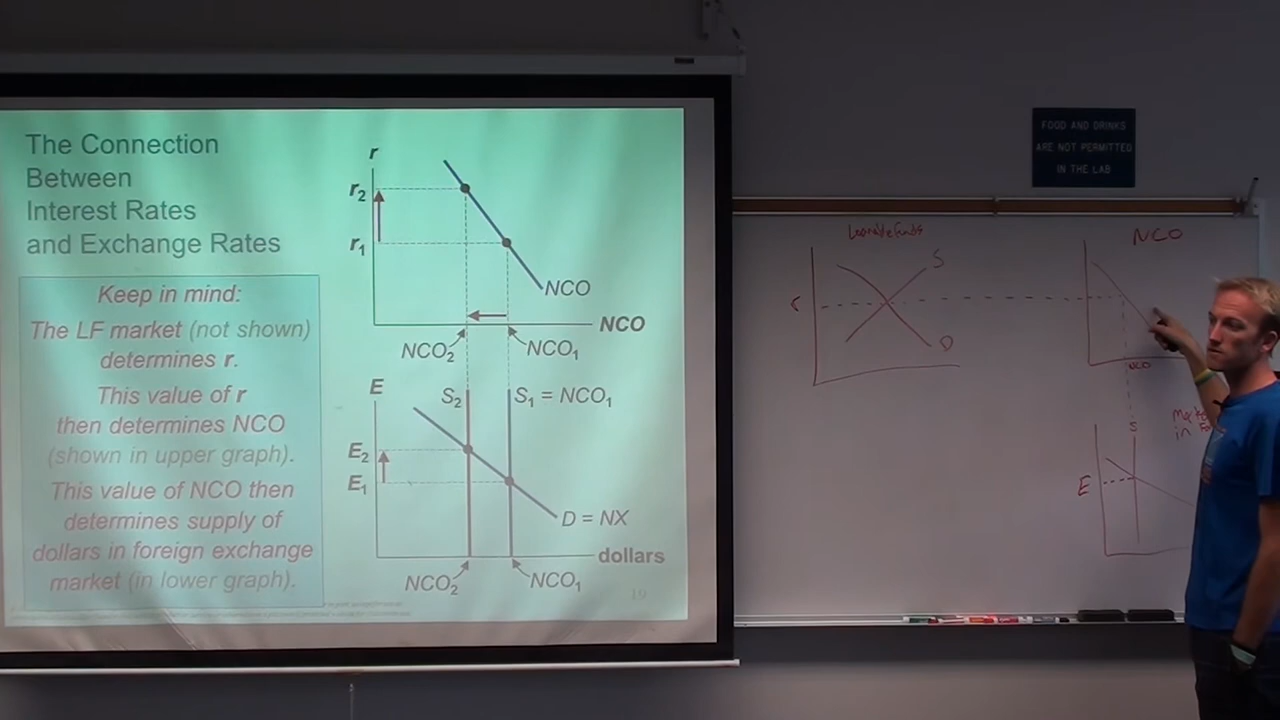 The Connection
Between
Interest Rates
and Exchange Rates
Keep in mind:
The LF market (not shown)
determines r.
This value of r
then determines NCO
(shown in upper graph).
This value of NCO then
determines supply of
dollars in foreign exchange
market (in lower graph).
r
r2
r1
NCO
NCO
NCO2
NCO1
E
S2
S1 = NCO1
E2
E1
D = NX
dollars
NCO2
NCO1
19
FOOD AND DRINKS
ARE NOT PERMITTED
IN THE LAB
Loanable funds
S
r
D
NCO
NCO
S
E
in